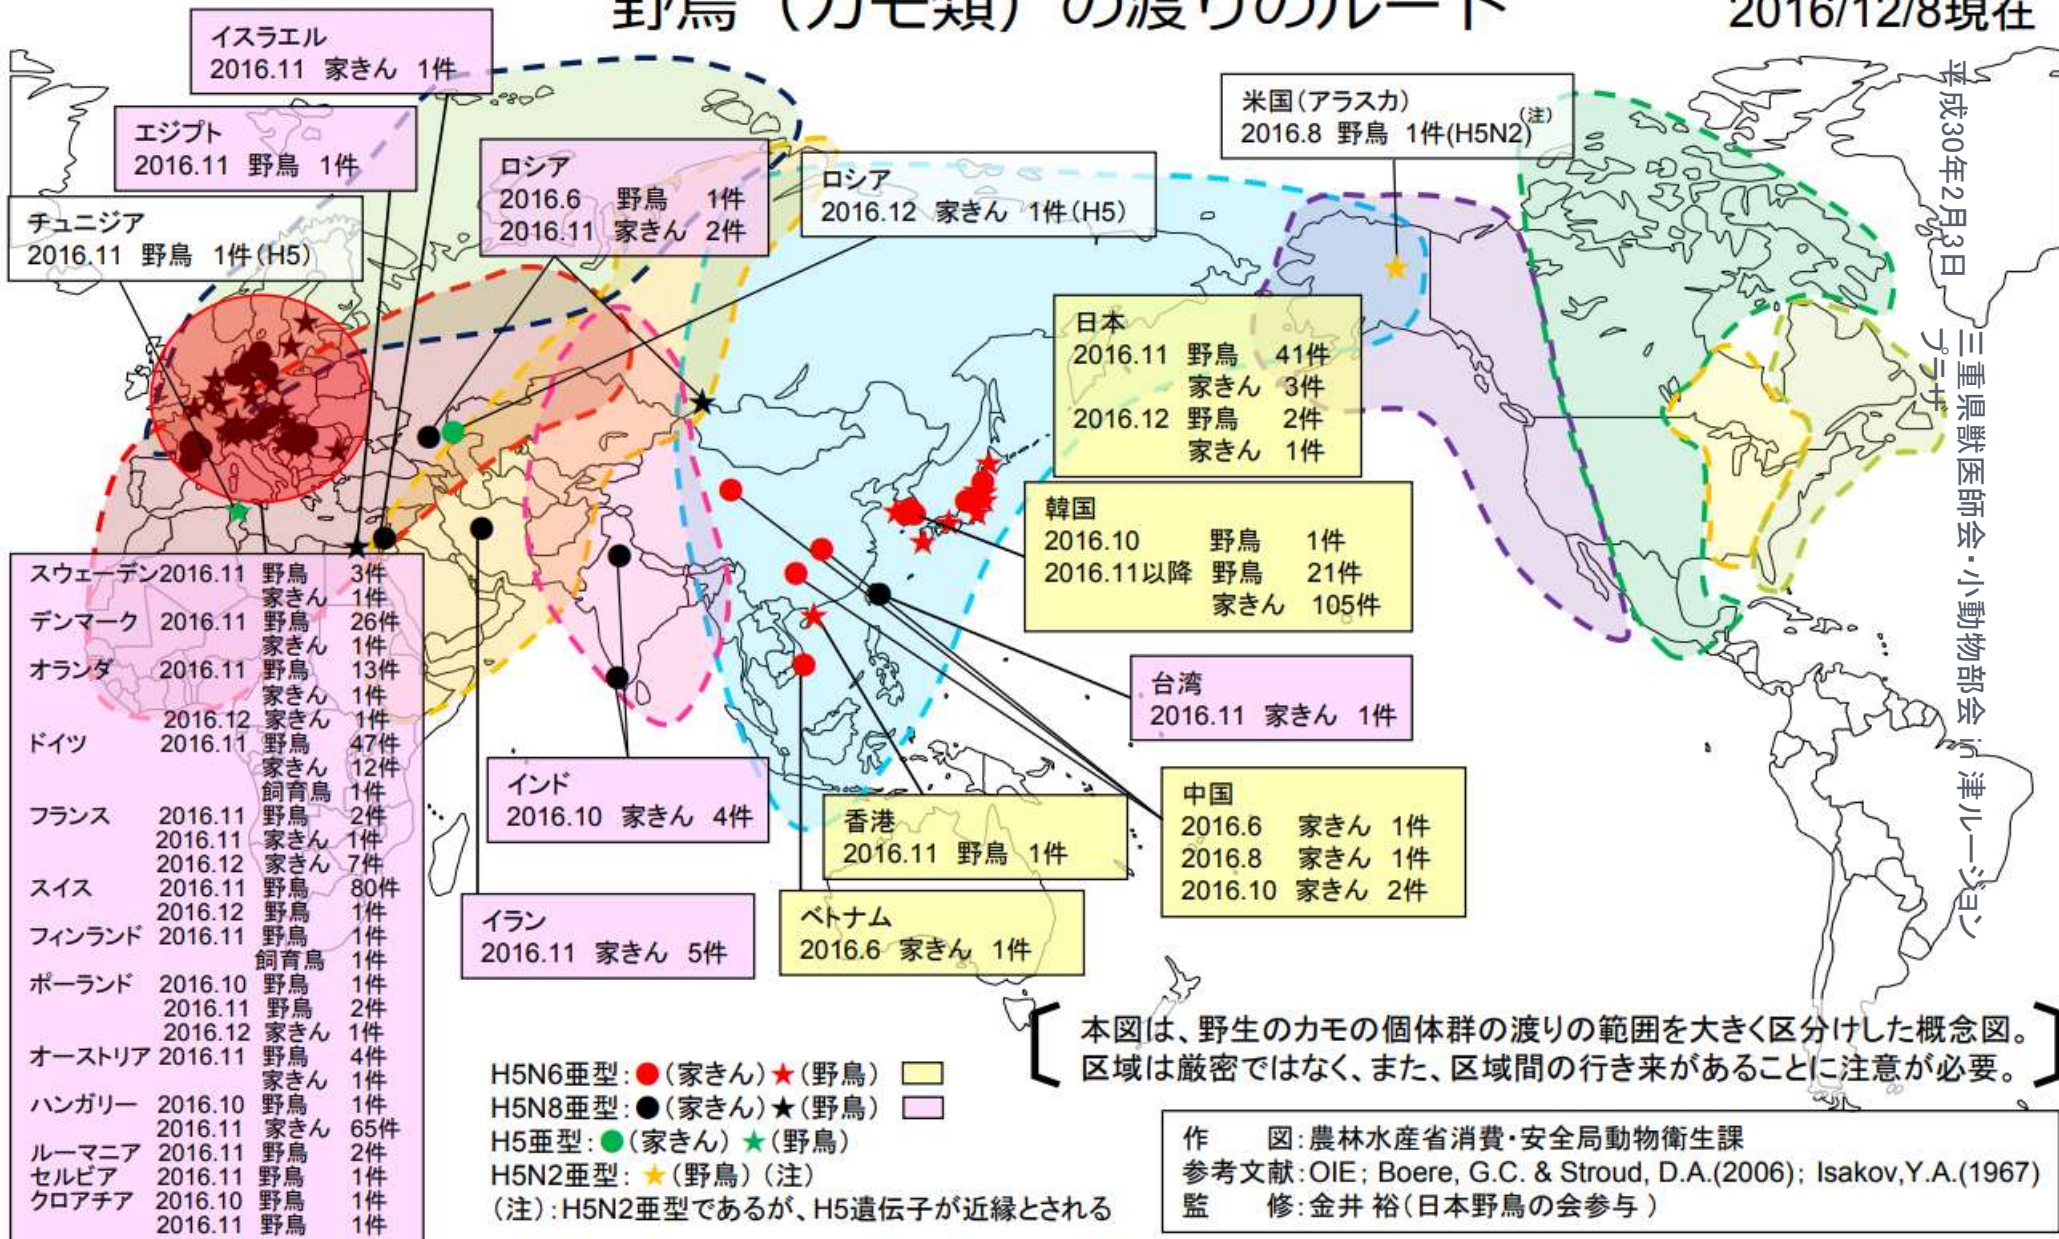 野鳥（カモ類）の渡りのルート
2016/12/8現在
イスラエル
2016.11 家きん 1件
エジプト
2016.11 野鳥 1件
チュニジア
2016.11 野鳥 1件(H5)
ロシア
2016.6 野鳥 1件
2016.11 家きん 2件
ロシア
2016.12 家きん 1件(H5)
米国(アラスカ)
2016.8 野鳥 1件(H5N2)(注)
日本
2016.11 野鳥 41件
家きん 3件
2016.12 野鳥 2件
家きん 1件
韓国
2016.10 野鳥 1件
2016.11以降 野鳥 21件
家きん 105件
台湾
2016.11 家きん 1件
中国
2016.6 家きん 1件
2016.8 家きん 1件
2016.10 家きん 2件
香港
2016.11 野鳥 1件
ベトナム
2016.6 家きん 1件
インド
2016.10 家きん 4件
イラン
2016.11 家きん 5件
スウェーデン 2016.11 野鳥 3件
家きん 1件
デンマーク 2016.11 野鳥 26件
家きん 1件
オランダ 2016.11 野鳥 13件
家きん 1件
2016.12 家きん 1件
ドイツ 2016.11 野鳥 47件
家きん 12件
飼育鳥 1件
フランス 2016.11 野鳥 2件
2016.11 家きん 1件
2016.12 家きん 7件
スイス 2016.11 野鳥 80件
2016.12 野鳥 1件
フィンランド 2016.11 野鳥 1件
飼育鳥 1件
ポーランド 2016.10 野鳥 1件
2016.11 野鳥 2件
2016.12 家きん 1件
オーストリア 2016.11 野鳥 4件
家きん 1件
ハンガリー 2016.10 野鳥 1件
2016.11 家きん 65件
ルーマニア 2016.11 野鳥 2件
セルビア 2016.11 野鳥 1件
クロアチア 2016.10 野鳥 1件
2016.11 野鳥 1件
H5N6亜型:●(家きん)★(野鳥)
H5N8亜型:●(家きん)★(野鳥)
H5亜型:●(家きん) ★(野鳥)
H5N2亜型: ★(野鳥)(注)
(注):H5N2亜型であるが、H5遺伝子が近縁とされる
本図は、野生のカモの個体群の渡りの範囲を大きく区分けした概念図。
区域は厳密ではなく、また、区域間の行き来があることに注意が必要。
作 図:農林水産省消費・安全局動物衛生課
参考文献:OIE; Boere, G.C. & Stroud, D.A.(2006); Isakov,Y.A.(1967)
監 修:金井 裕(日本野鳥の会参与 )
平成30年2月3日 三重県獣医師会・小動物部会 in 津ルージョン
プラザ